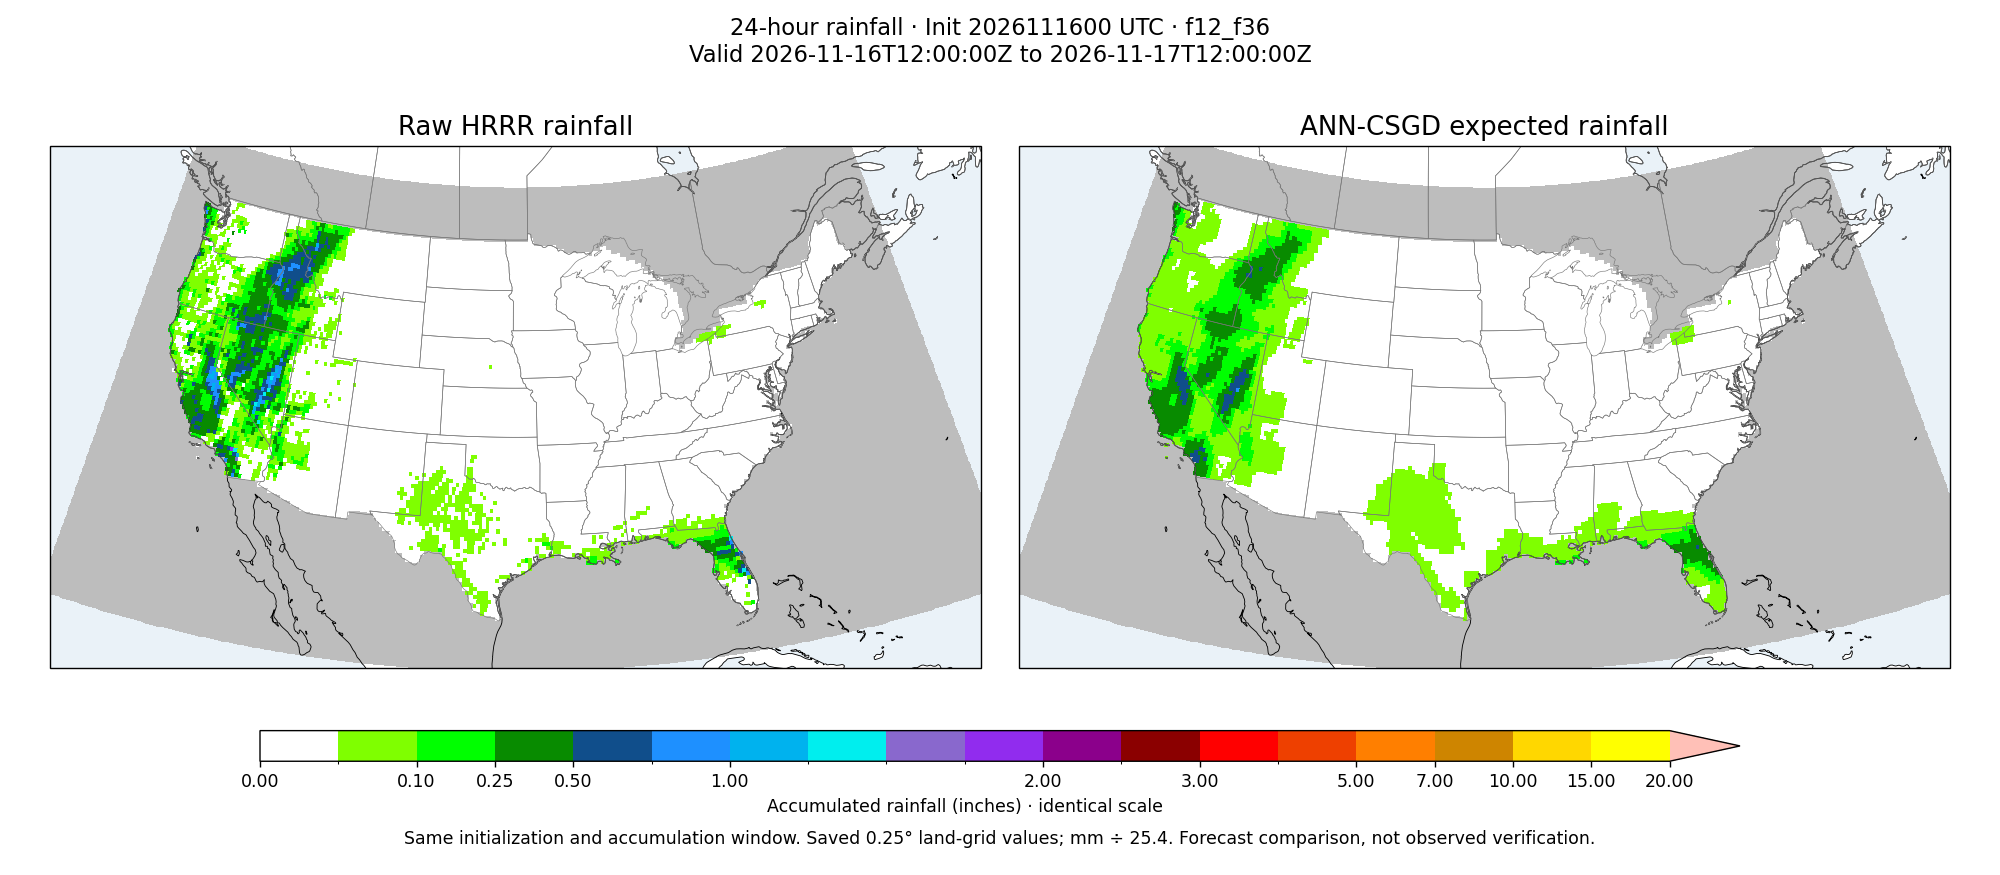 24-hour rainfall · Init 2026111600 UTC · f12_f36
Valid 2026-11-16T12:00:00Z to 2026-11-17T12:00:00Z
Raw HRRR rainfall
ANN-CSGD expected rainfall
0.00 0.10 0.25 0.50 1.00 2.00 3.00 5.00 7.00 10.00 15.00 20.00
Accumulated rainfall (inches) · identical scale
Same initialization and accumulation window. Saved 0.25° land-grid values; mm ÷ 25.4. Forecast comparison, not observed verification.